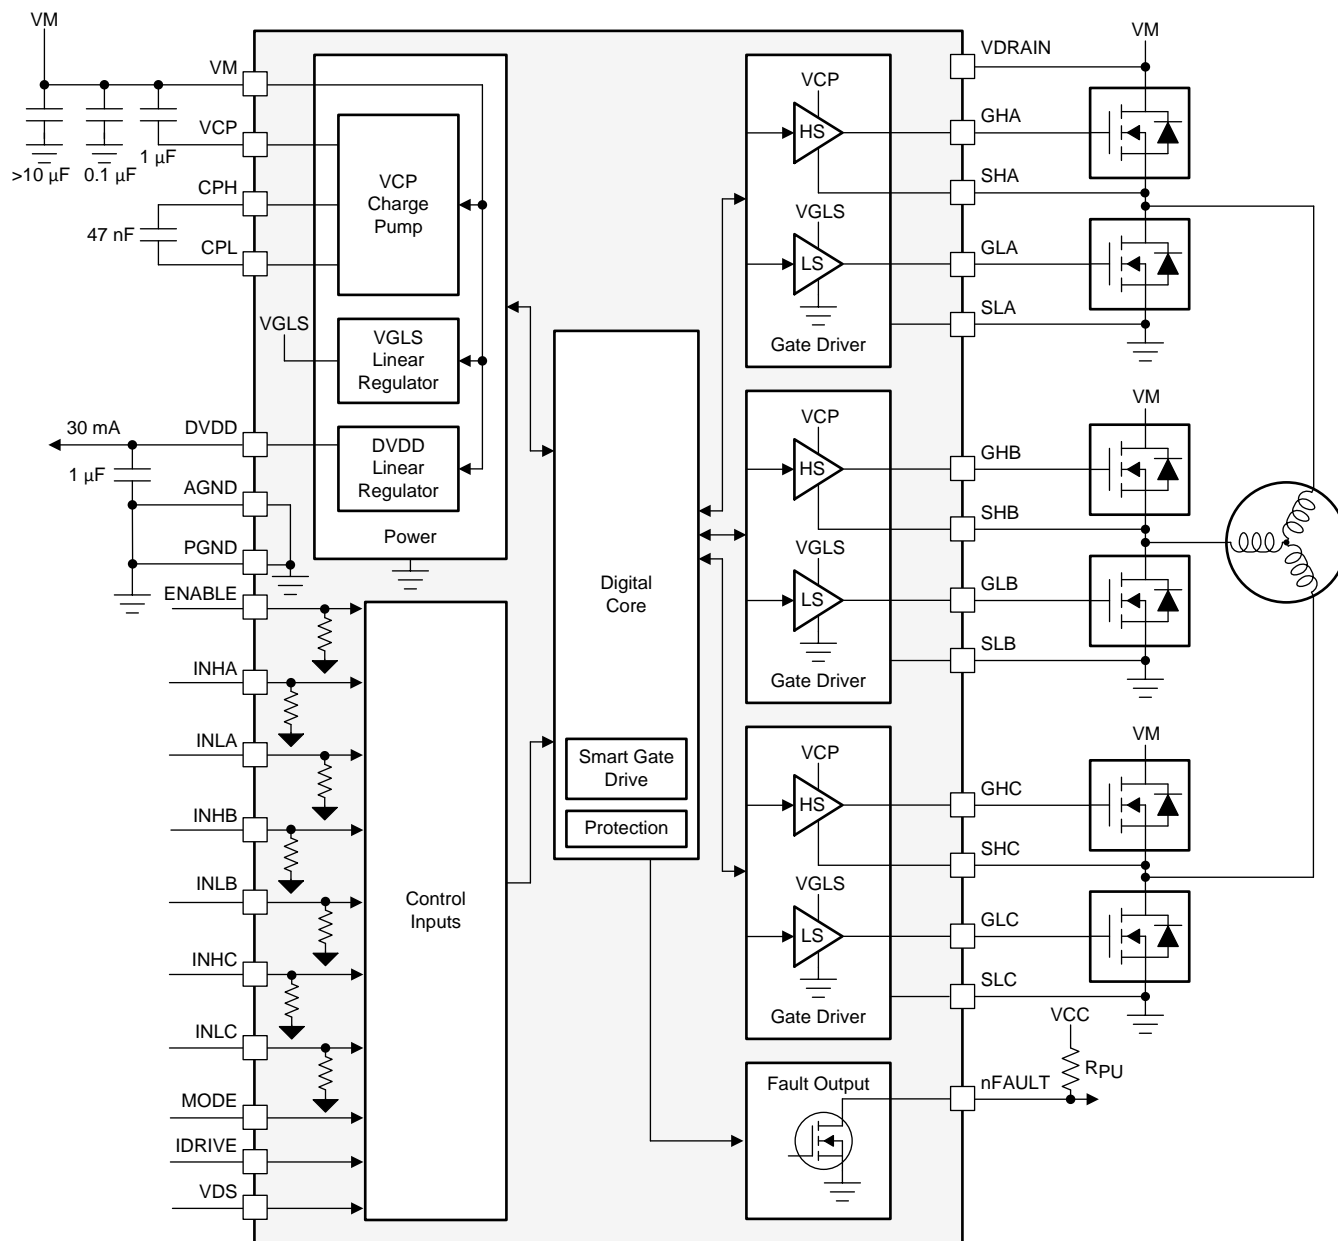 VM
VM
VCP
>10 µF
0.1 µF
1 µF
CPH
47 nF
CPL
VCP
Charge
Pump
VGLS
VGLS
Linear
Regulator
30 mA
DVDD
1 µF
DVDD
Linear
Regulator
AGND
PGND
Power
ENABLE
INHA
INLA
INHB
INLB
INHC
INLC
MODE
IDRIVE
VDS
Control
Inputs
Digital
Core
Smart Gate
Drive
Protection
VCP
HS
VGLS
LS
Gate Driver
VCP
HS
VGLS
LS
Gate Driver
VCP
HS
VGLS
LS
Gate Driver
Fault Output
VDRAIN
VM
GHA
SHA
GLA
SLA
VM
GHB
SHB
GLB
SLB
VM
GHC
SHC
GLC
SLC
VCC
RPU
nFAULT